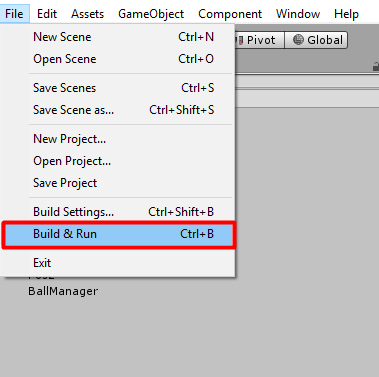 File Edit Assets GameObject Component Window Help
New Scene Ctrl+N
Open Scene Ctrl+O
Pivot Global
Save Scenes Ctrl+S
Save Scene as... Ctrl+Shift+S
New Project...
Open Project...
Save Project
Build Settings... Ctrl+Shift+B
Build & Run Ctrl+B
Exit
BallManager